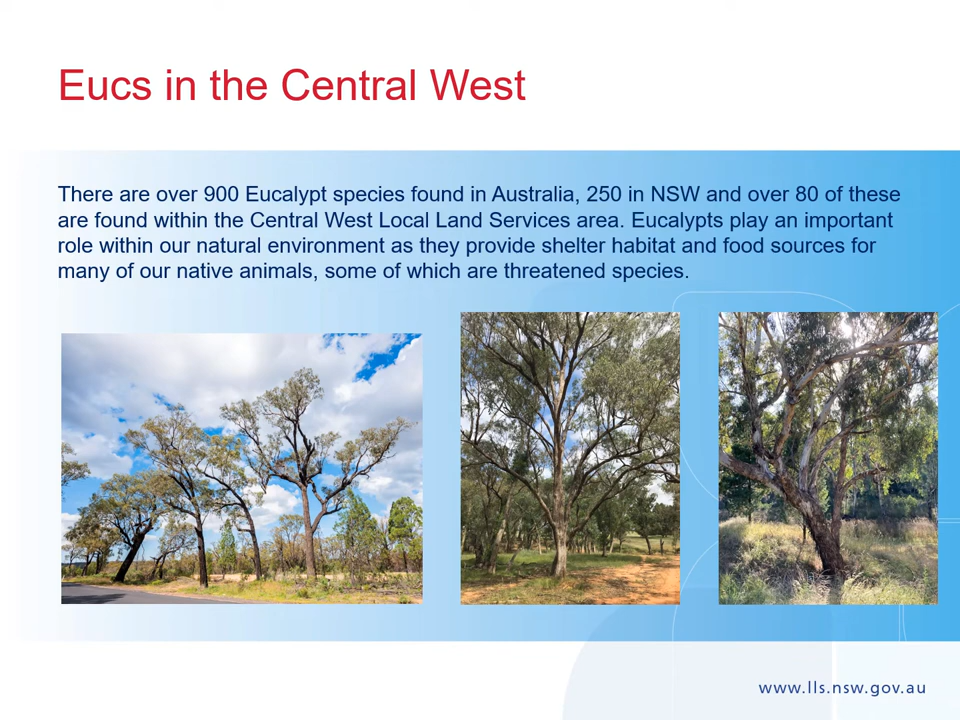 Eucs in the Central West
There are over 900 Eucalypt species found in Australia, 250 in NSW and over 80 of these
are found within the Central West Local Land Services area. Eucalypts play an important
role within our natural environment as they provide shelter habitat and food sources for
many of our native animals, some of which are threatened species.
www.lls.nsw.gov.au